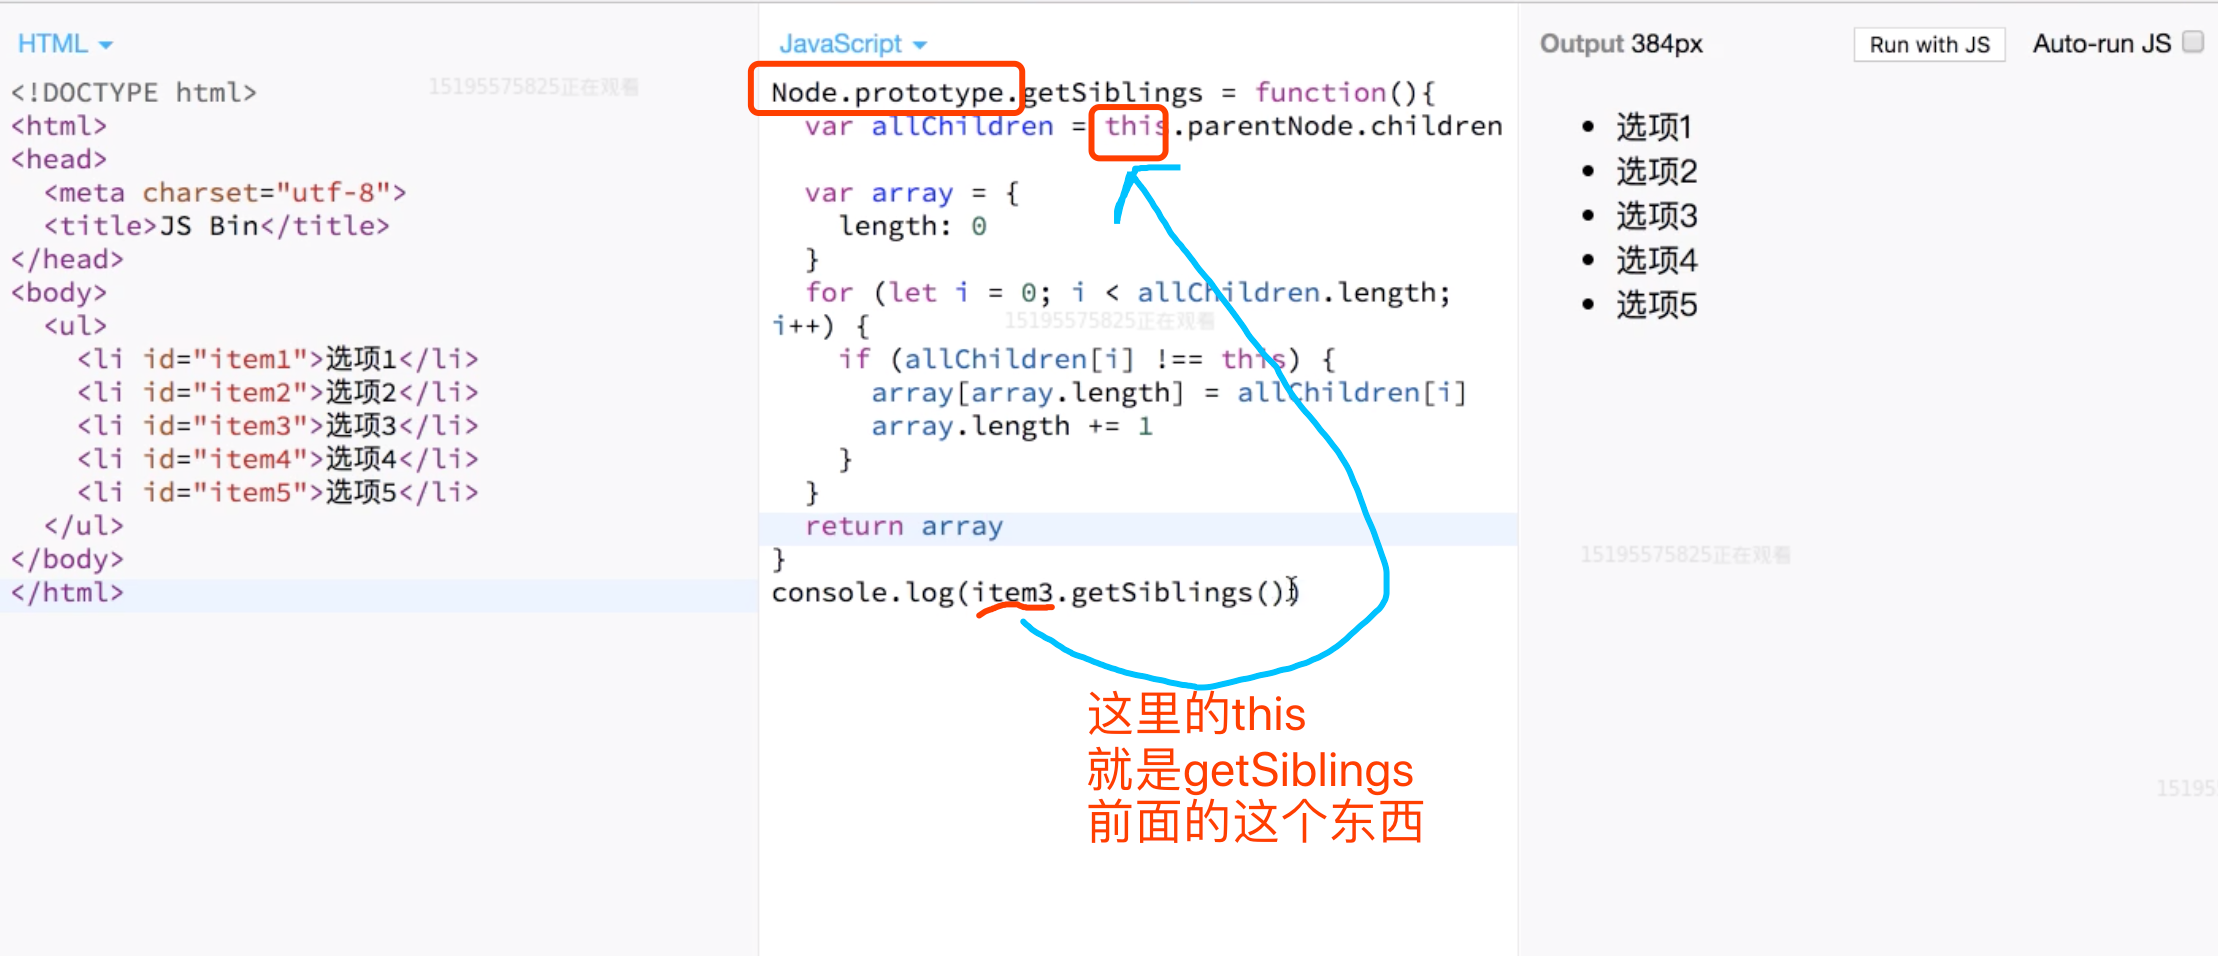 HTML
<!DOCTYPE html>
<html>
<head>
  <meta charset="utf-8">
  <title>JS Bin</title>
</head>
<body>
  <ul>
    <li id="item1">选项1</li>
    <li id="item2">选项2</li>
    <li id="item3">选项3</li>
    <li id="item4">选项4</li>
    <li id="item5">选项5</li>
  </ul>
</body>
</html>
15195575825正在观看
JavaScript
Node.prototype.getSiblings = function(){
  var allChildren = this.parentNode.children
  var array = {
    length: 0
  }
  for (let i = 0; i < allChildren.length;
i++) {
15195575825正在观看
    if (allChildren[i] !== this) {
      array[array.length] = allChildren[i]
      array.length += 1
    }
  }
  return array
}
console.log(item3.getSiblings())
这里的this
就是getSiblings
前面的这个东西
Output 384px
Run with JS
Auto-run JS
选项1
选项2
选项3
选项4
选项5
15195575825正在观看
15195